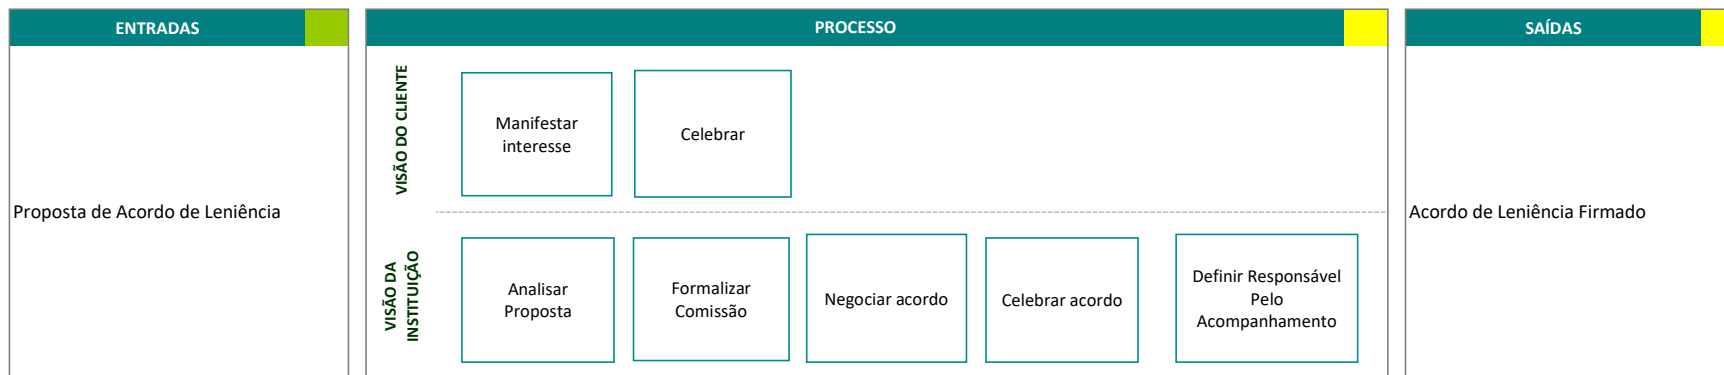 ENTRADAS
PROCESSO
SAÍDAS
Proposta de Acordo de Leniência
VISÃO DO CLIENTE
Manifestar
interesse
Celebrar
VISÃO DA
INSTITUIÇÃO
Analisar
Proposta
Formalizar
Comissão
Negociar acordo
Celebrar acordo
Definir Responsável
Pelo
Acompanhamento
Acordo de Leniência Firmado